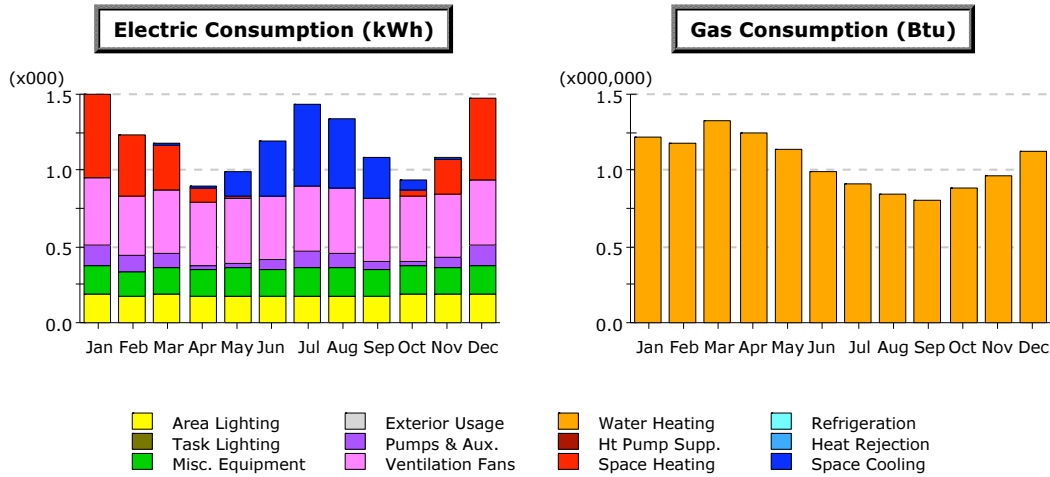 Electric Consumption (kWh)
(x000)
1.5
1.0
0.5
0.0
Jan Feb Mar Apr May Jun Jul Aug Sep Oct Nov Dec
Gas Consumption (Btu)
(x000,000)
1.5
1.0
0.5
0.0
Jan Feb Mar Apr May Jun Jul Aug Sep Oct Nov Dec
Area Lighting
Task Lighting
Misc. Equipment
Exterior Usage
Pumps & Aux.
Ventilation Fans
Water Heating
Ht Pump Supp.
Space Heating
Refrigeration
Heat Rejection
Space Cooling